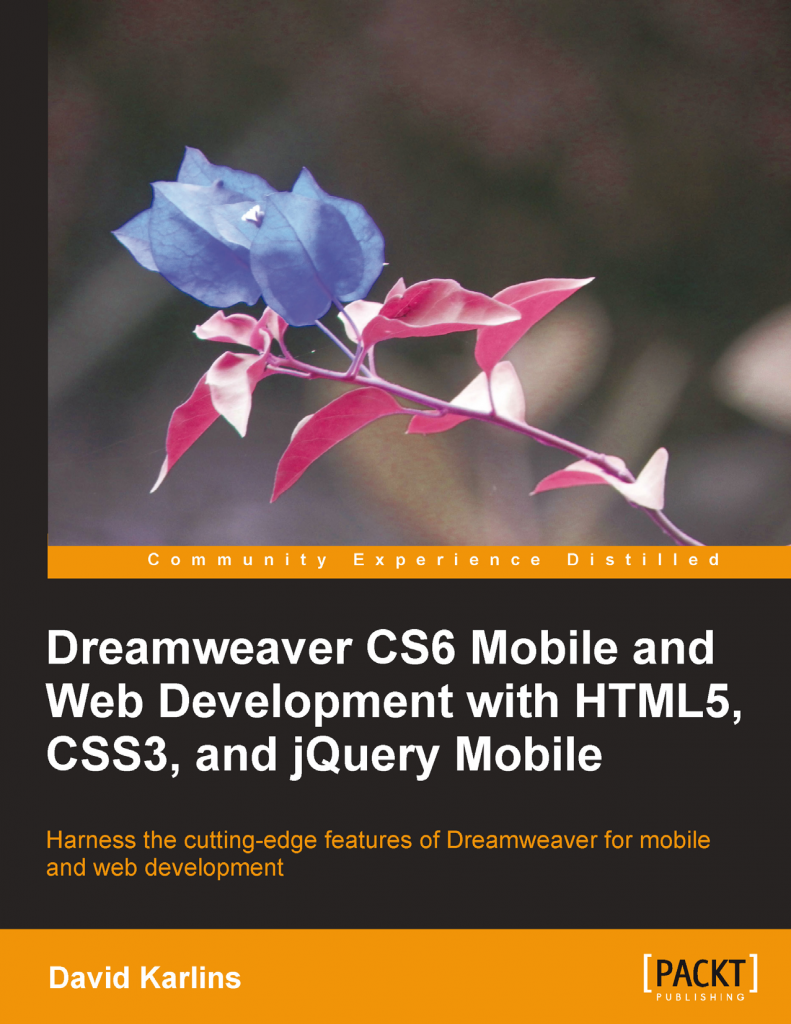 Community Experience Distilled
Dreamweaver CS6 Mobile and
Web Development with HTML5,
CSS3, and jQuery Mobile
Harness the cutting-edge features of Dreamweaver for mobile
and web development
David Karlins
[PACKT]
PUBLISHING